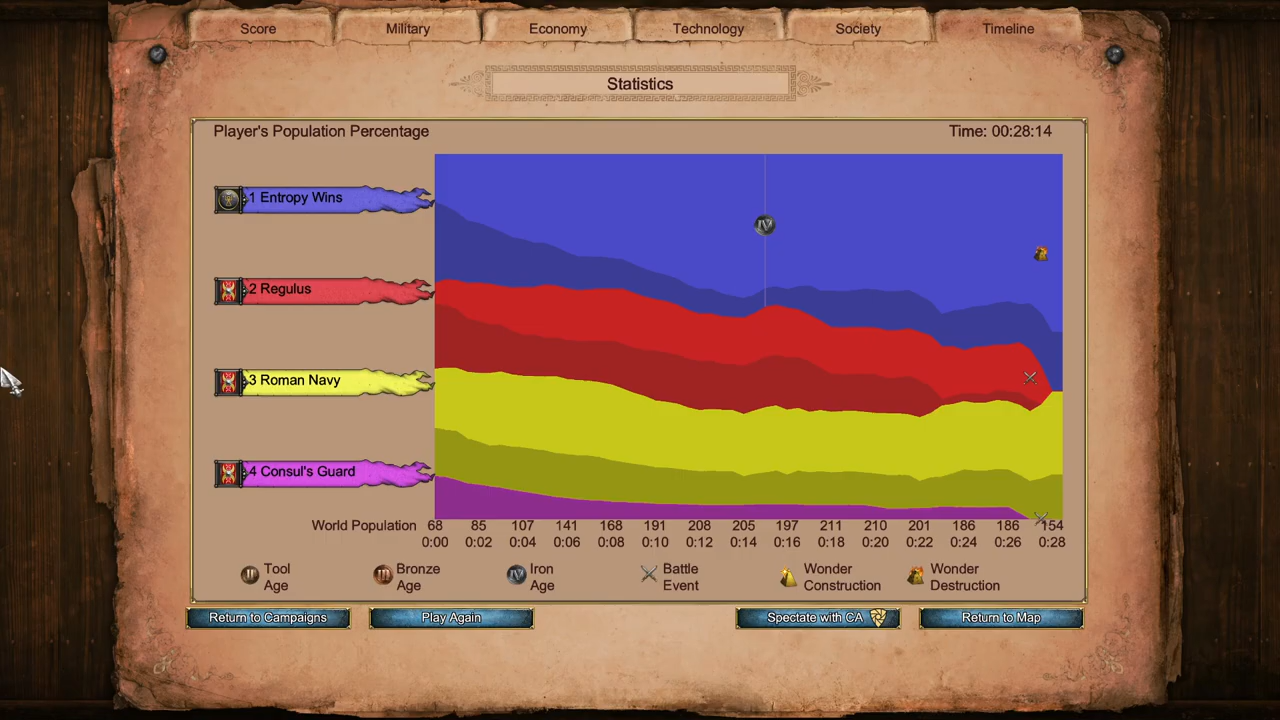 Score
Military
Economy
Technology
Society
Timeline
Statistics
Player's Population Percentage
Time: 00:28:14
1 Entropy Wins
2 Regulus
3 Roman Navy
4 Consul's Guard
IV
World Population 68 85 107 141 168 191 208 205 197 211 210 201 186 186 154
0:00 0:02 0:04 0:06 0:08 0:10 0:12 0:14 0:16 0:18 0:20 0:22 0:24 0:26 0:28
II Tool Age
III Bronze Age
IV Iron Age
Battle Event
Wonder Construction
Wonder Destruction
Return to Campaigns
Play Again
Spectate with CA
Return to Map